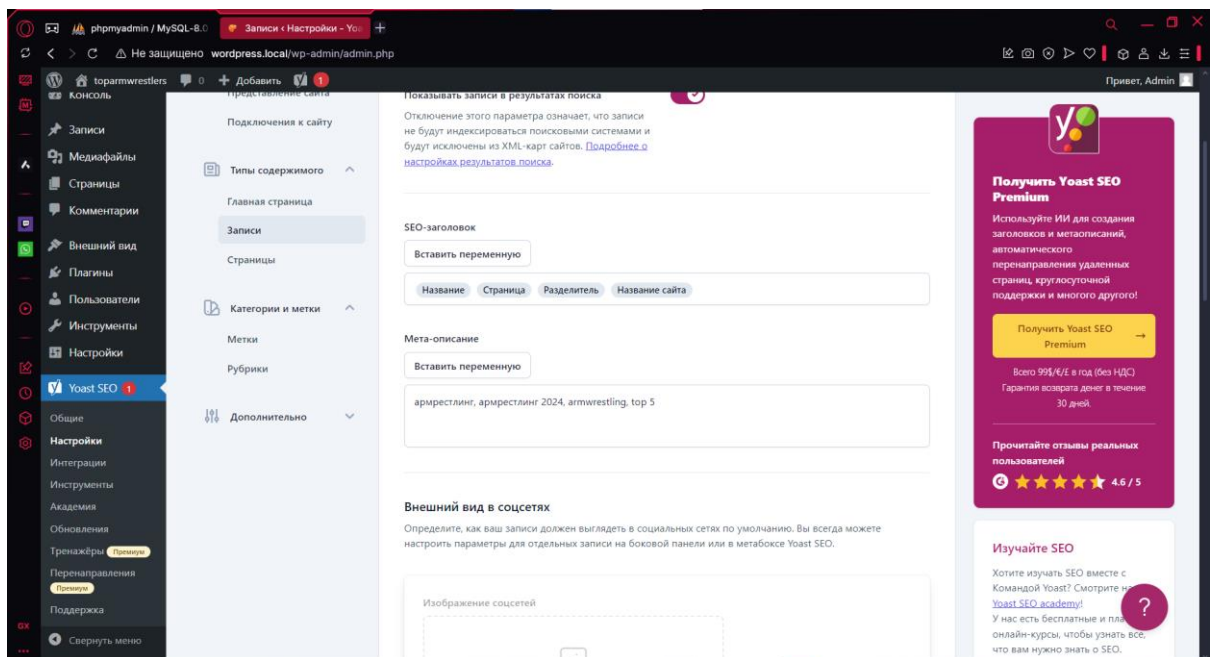 phpmyadmin / MySQL-8.0
Записи ‹ Настройки - Yoa
Не защищено wordpress.local/wp-admin/admin.php
toparmwrestlers 0 Добавить 1
Привет, Admin
Консоль
Записи
Медиафайлы
Страницы
Комментарии
Внешний вид
Плагины
Пользователи
Инструменты
Настройки
Yoast SEO 1
Общие
Настройки
Интеграции
Инструменты
Академия
Обновления
Тренажёры Премиум
Перенаправления
Премиум
Поддержка
Свернуть меню
GX
Представление сайта
Подключения к сайту
Типы содержимого
Главная страница
Записи
Страницы
Категории и метки
Метки
Рубрики
Дополнительно
Показывать записи в результатах поиска
Отключение этого параметра означает, что записи
не будут индексироваться поисковыми системами и
будут исключены из XML-карт сайтов. Подробнее о
настройках результатов поиска.
SEO-заголовок
Вставить переменную
Название Страница Разделитель Название сайта
Мета-описание
Вставить переменную
армрестлинг, армрестлинг 2024, armwrestling, top 5
Внешний вид в соцсетях
Определите, как ваш записи должен выглядеть в социальных сетях по умолчанию. Вы всегда можете
настроить параметры для отдельных записи на боковой панели или в метабоксе Yoast SEO.
Изображение соцсетей
Получить Yoast SEO
Premium
Используйте ИИ для создания
заголовков и метаописаний,
автоматического
перенаправления удаленных
страниц, круглосуточной
поддержки и многого другого!
Получить Yoast SEO
Premium →
Всего 99$/€/£ в год (без НДС)
Гарантия возврата денег в течение
30 дней.
Прочитайте отзывы реальных
пользователей
4.6 / 5
Изучайте SEO
Хотите изучать SEO вместе с
Командой Yoast? Смотрите
Yoast SEO academy!
У нас есть бесплатные и
онлайн-курсы, чтобы узнать все,
что вам нужно знать о SEO.
?